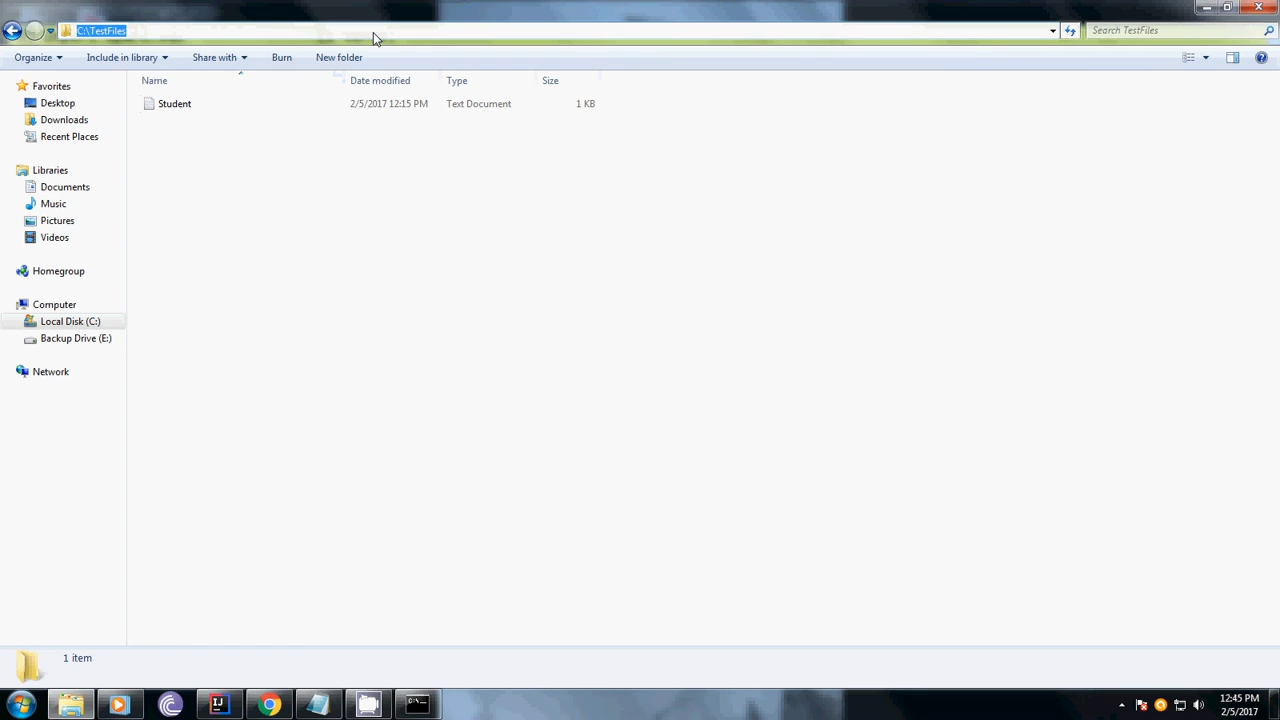 C:\TestFiles
Search TestFiles
Organize Include in library Share with Burn New folder
Name Date modified Type Size
Student 2/5/2017 12:15 PM Text Document 1 KB
Favorites
Desktop
Downloads
Recent Places
Libraries
Documents
Music
Pictures
Videos
Homegroup
Computer
Local Disk (C:)
Backup Drive (E:)
Network
1 item
IJ
C:\
12:45 PM
2/5/2017